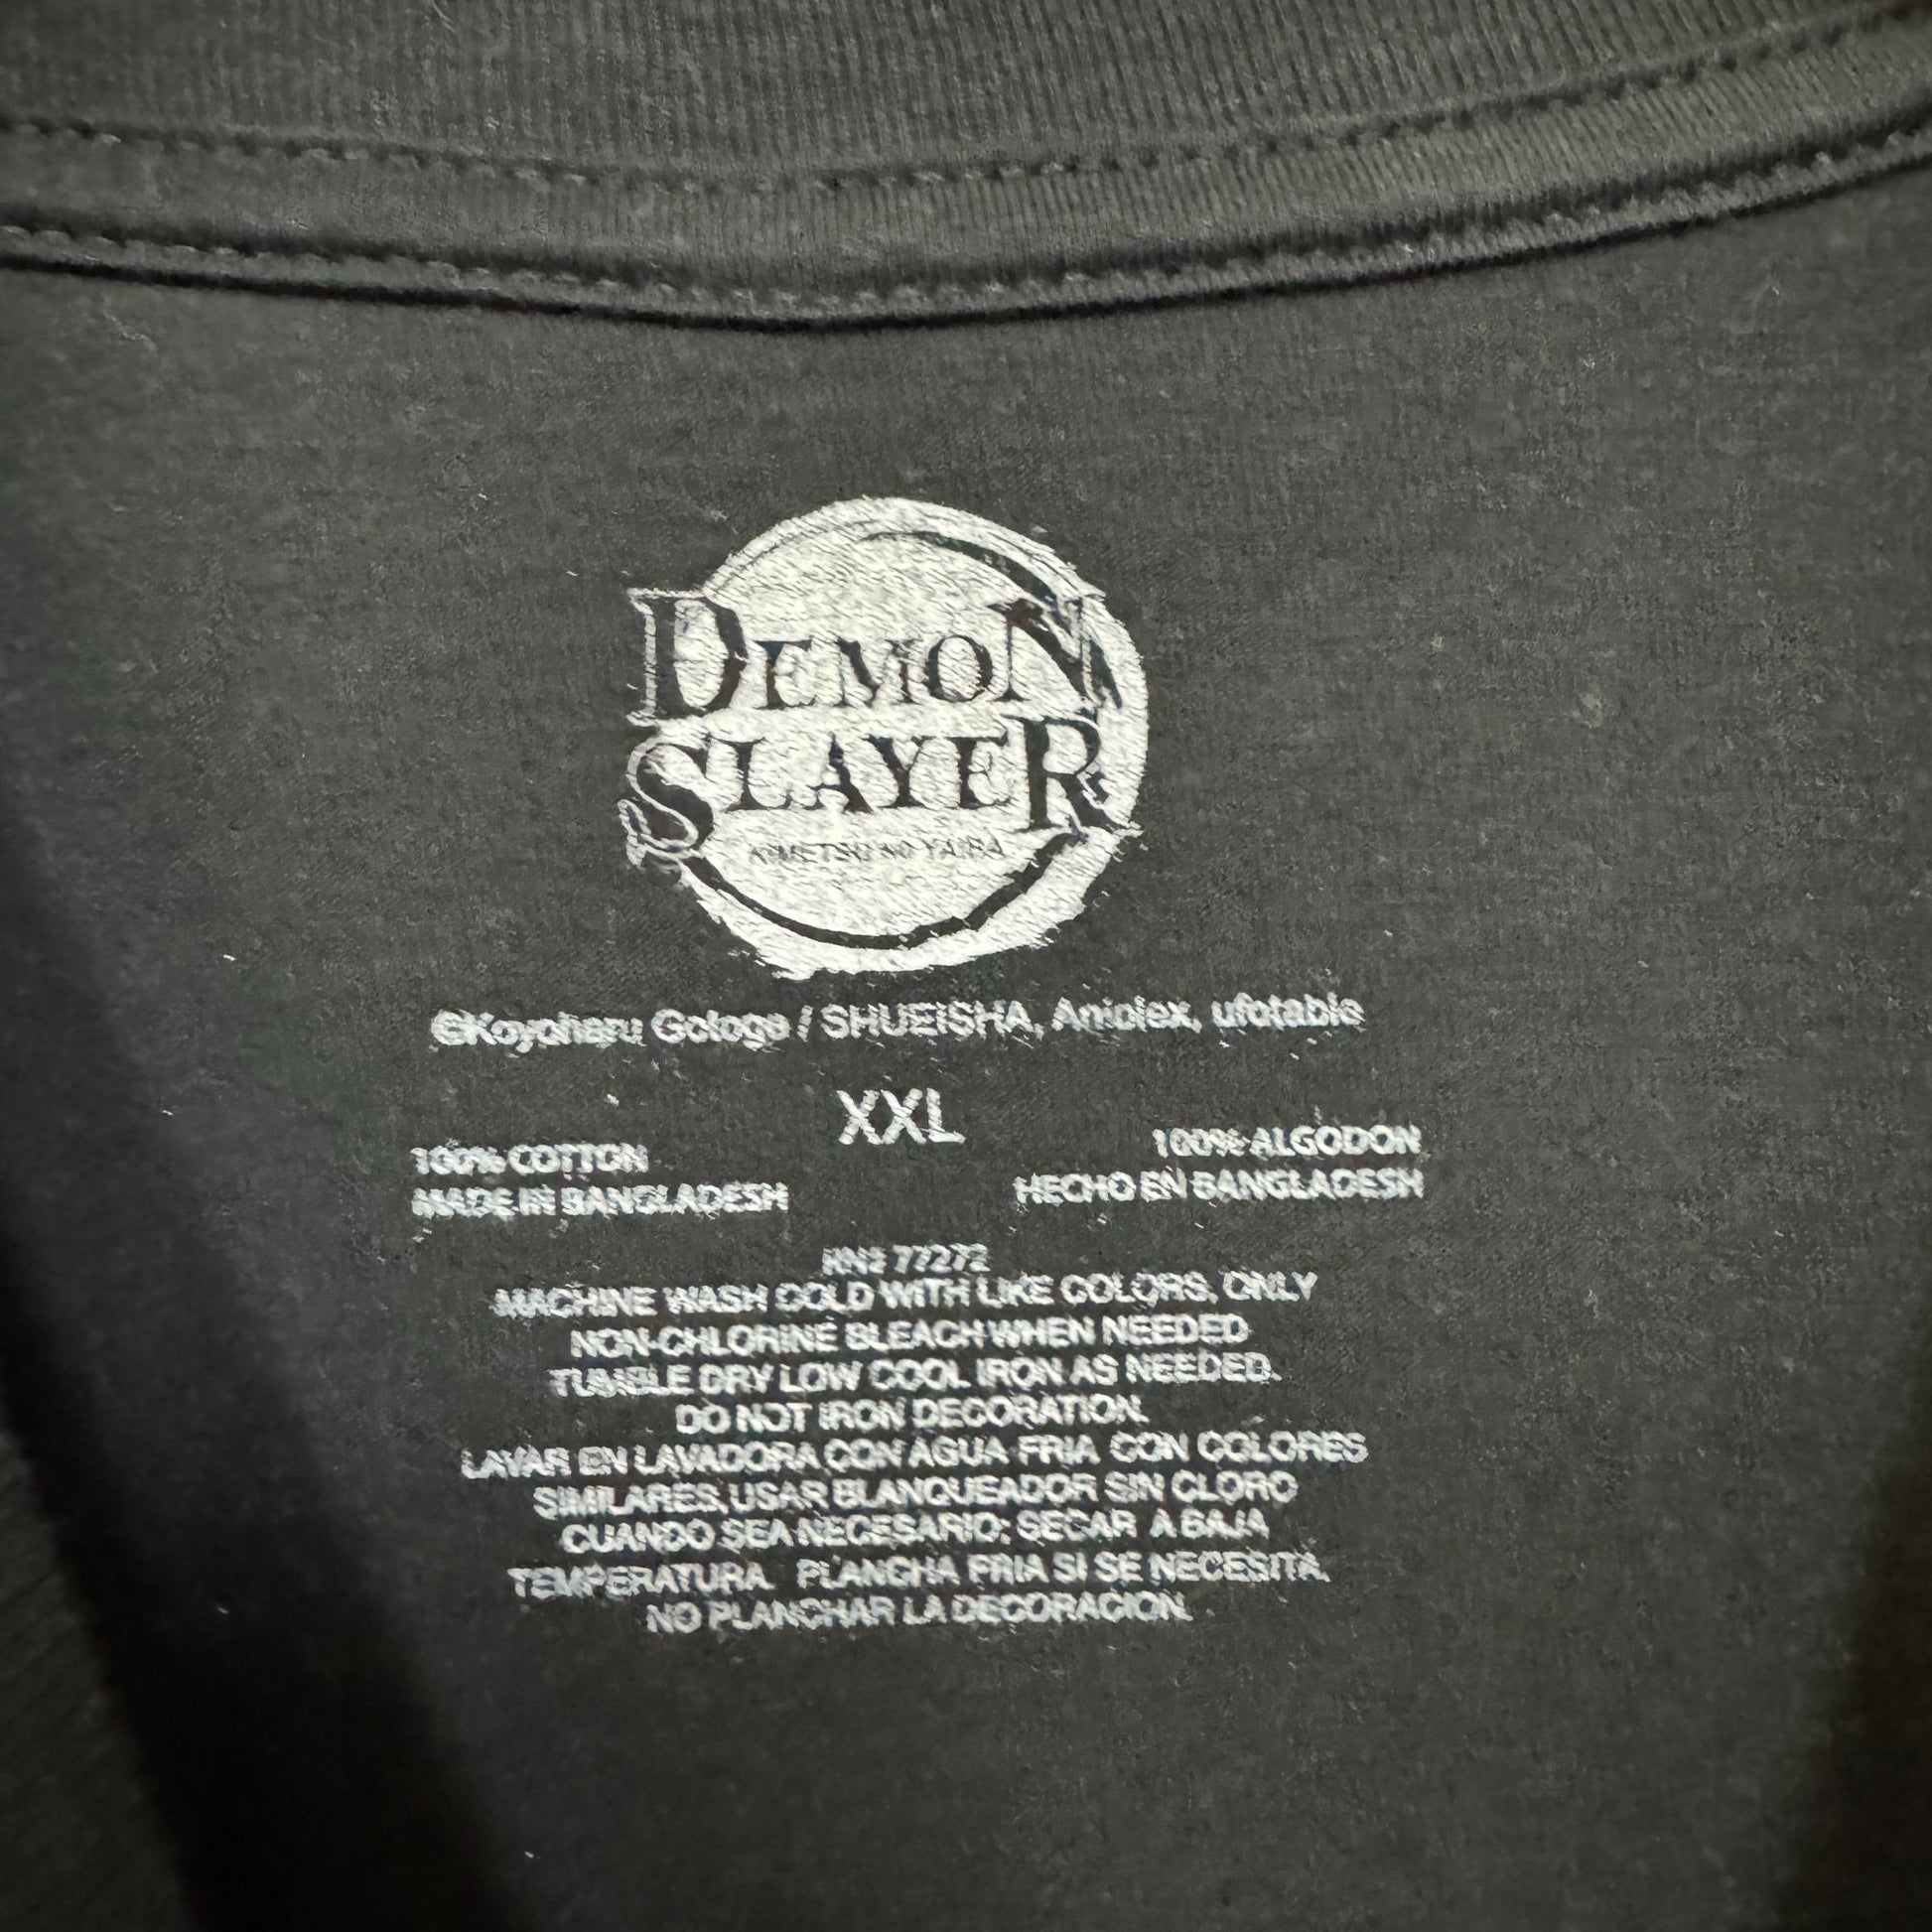 DEMON
SLAYER
KIMETSU NO YAIBA
©Koyoharu Gotoge / SHUEISHA, Aniplex, ufotable
XXL
100% COTTON
100% ALGODON
MADE IN BANGLADESH
HECHO EN BANGLADESH
RN# 77272
MACHINE WASH COLD WITH LIKE COLORS, ONLY
NON-CHLORINE BLEACH WHEN NEEDED
TUMBLE DRY LOW COOL IRON AS NEEDED.
DO NOT IRON DECORATION.
LAVAR EN LAVADORA CON AGUA FRIA CON COLORES
SIMILARES, USAR BLANQUEADOR SIN CLORO
CUANDO SEA NECESARIO; SECAR A BAJA
TEMPERATURA. PLANCHA FRIA SI SE NECESITA.
NO PLANCHAR LA DECORACION.